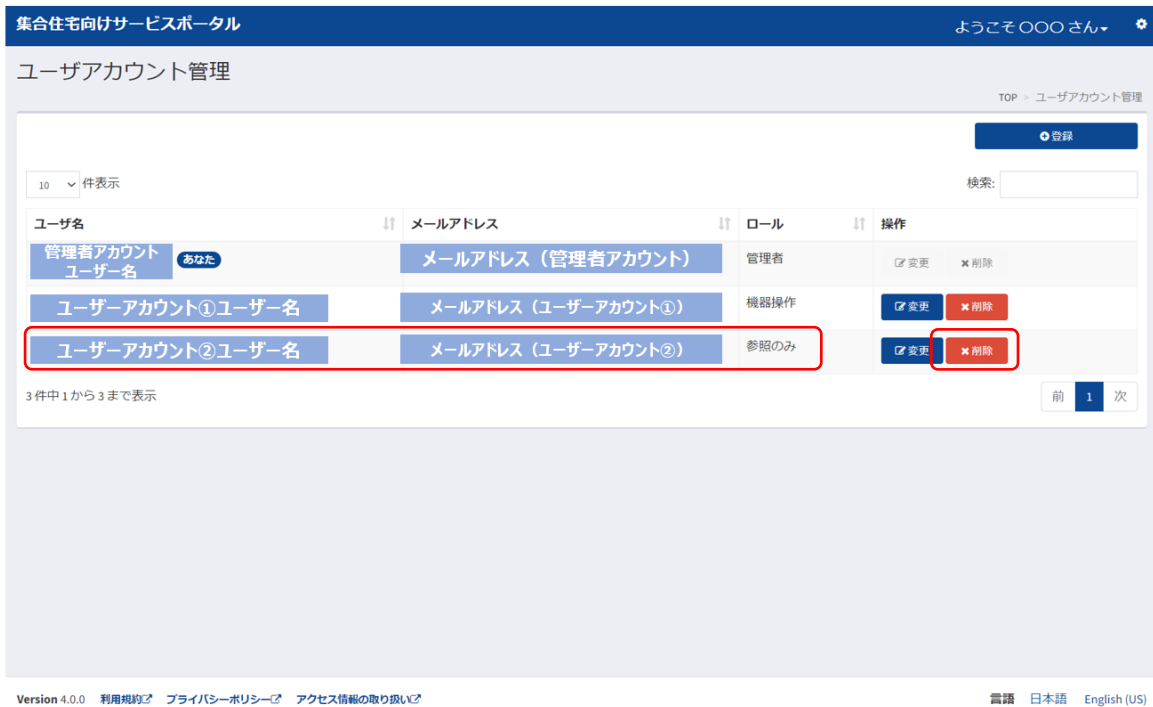 集合住宅向けサービスポータル
ようこそ〇〇〇さん
ユーザアカウント管理
TOP > ユーザアカウント管理
登録
10 件表示
検索:
ユーザ名 メールアドレス ロール 操作
管理者アカウント
ユーザー名
あなた メールアドレス（管理者アカウント） 管理者 変更 削除
ユーザーアカウント①ユーザー名 メールアドレス（ユーザーアカウント①） 機器操作 変更 削除
ユーザーアカウント②ユーザー名 メールアドレス（ユーザーアカウント②） 参照のみ 変更 削除
3 件中 1 から 3 まで表示
前 1 次
Version 4.0.0 利用規約 プライバシーポリシー アクセス情報の取り扱い 言語 日本語 English (US)